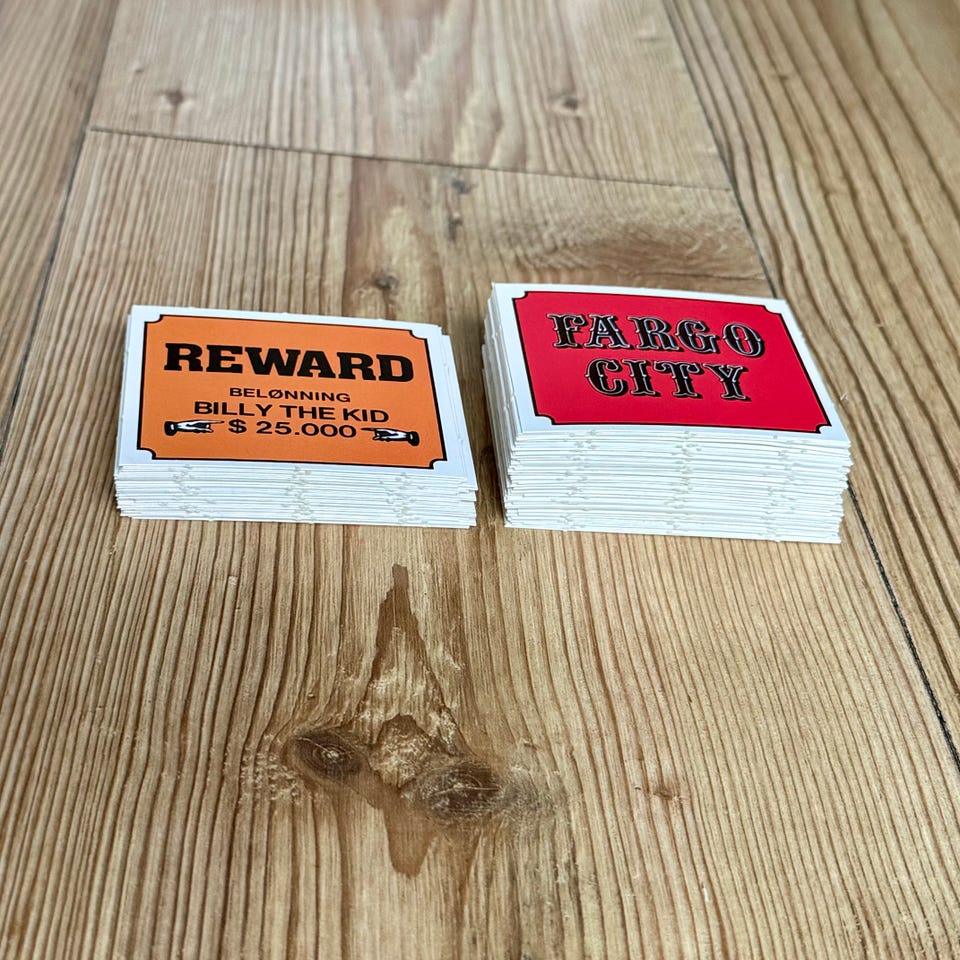 REWARD
BELØNNING
BILLY THE KID
$ 25.000
FARGO
CITY